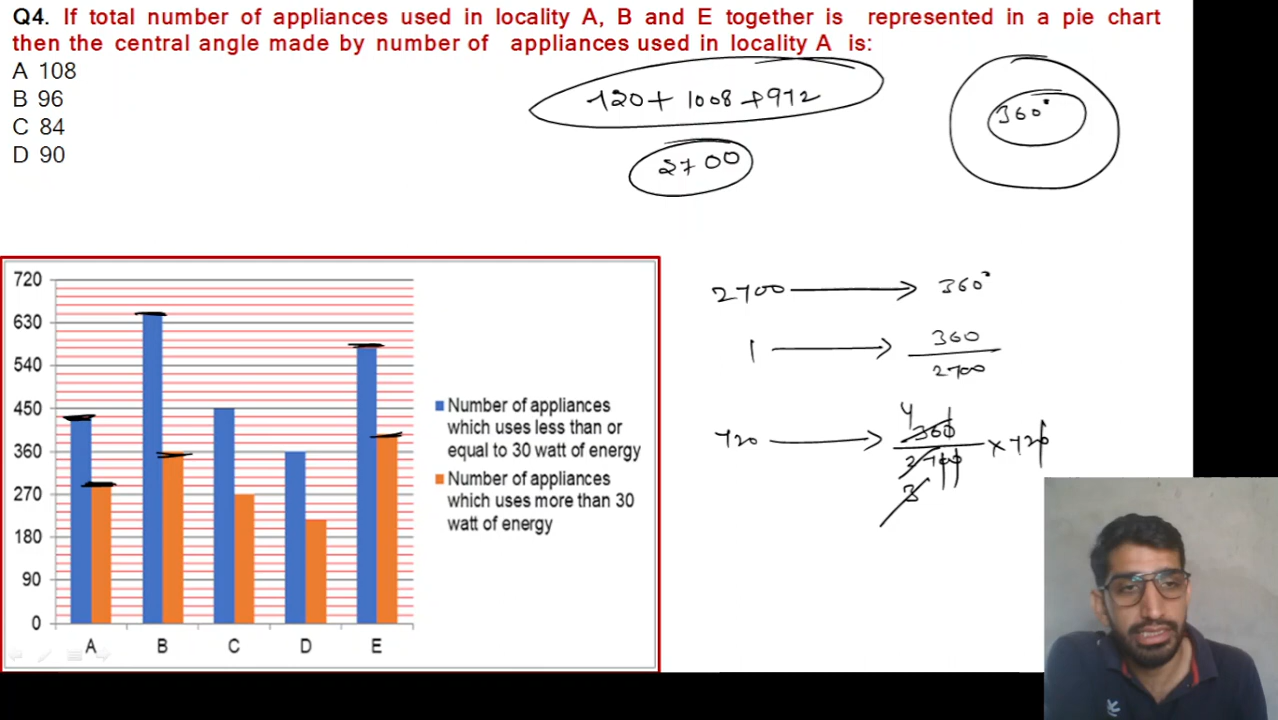 Q4. If total number of appliances used in locality A, B and E together is represented in a pie chart
then the central angle made by number of appliances used in locality A is:
A 108
B 96
C 84
D 90
720 + 1008 + 972
2700
360°
720
630
540
450
360
270
180
90
0
A B C D E
Number of appliances
which uses less than or
equal to 30 watt of energy
Number of appliances
which uses more than 30
watt of energy
2700 → 360°
1 → 360
2700
4
720 → 360 × 720
2700
3